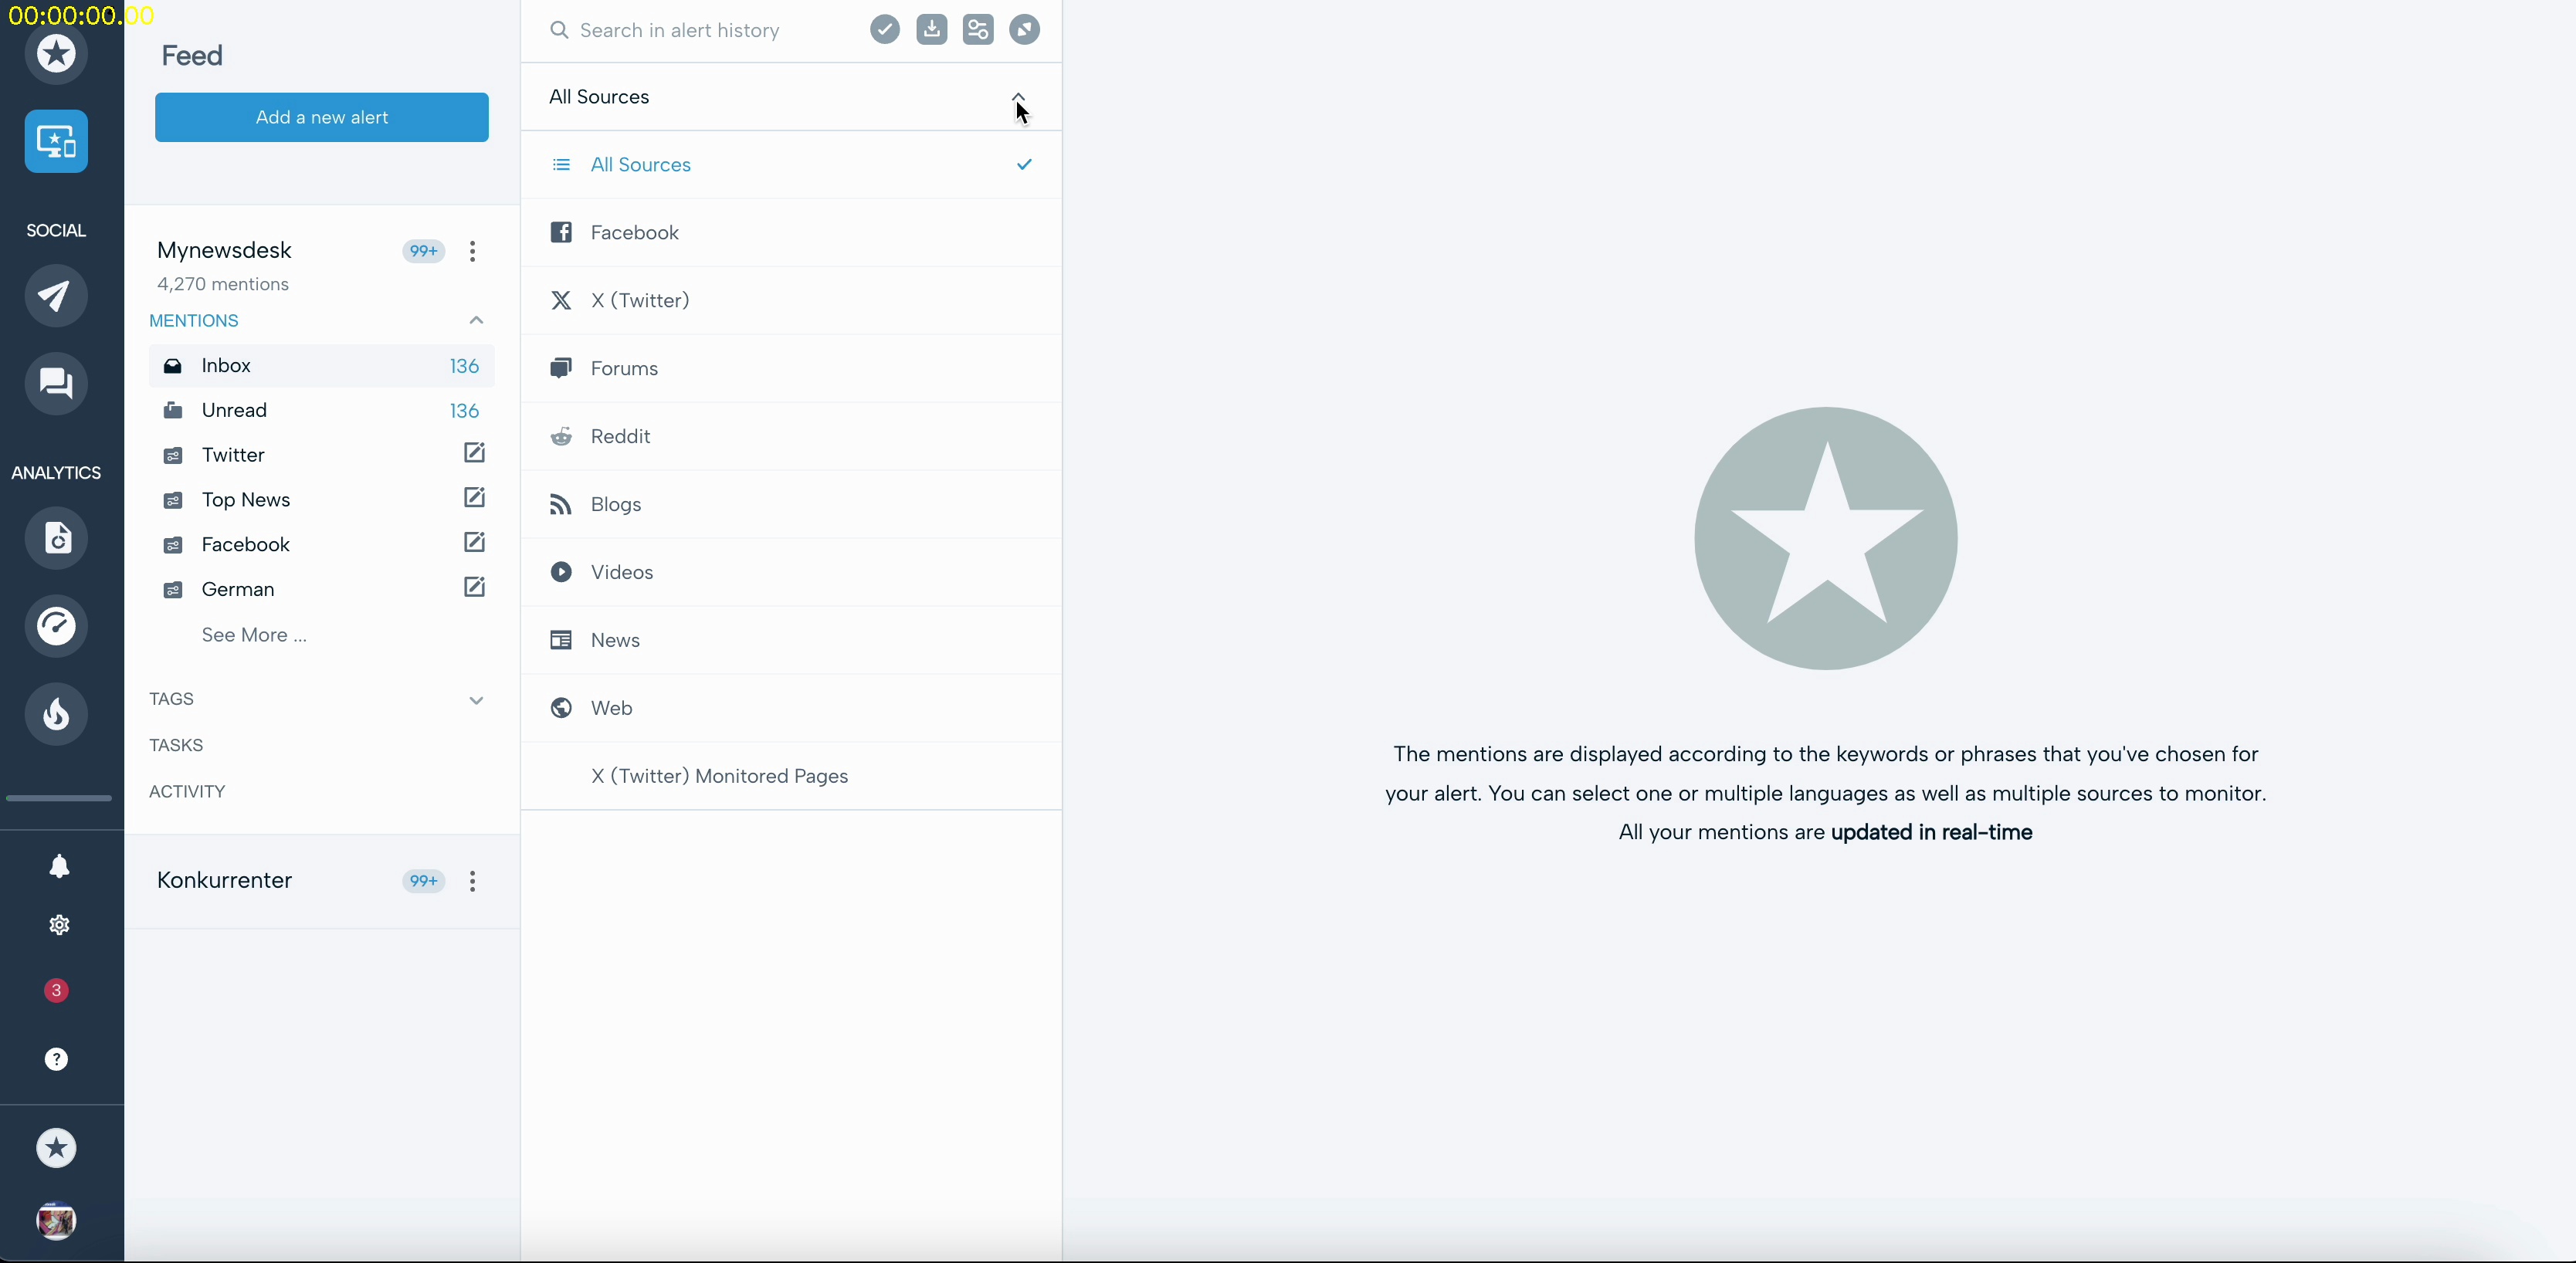 00:00:00.00
Feed
Add a new alert
SOCIAL
ANALYTICS
3
Mynewsdesk 99+
4,270 mentions
MENTIONS
Inbox 136
Unread 136
Twitter
Top News
Facebook
German
See More ...
TAGS
TASKS
ACTIVITY
Konkurrenter 99+
Search in alert history
All Sources
All Sources
Facebook
X (Twitter)
Forums
Reddit
Blogs
Videos
News
Web
X (Twitter) Monitored Pages
The mentions are displayed according to the keywords or phrases that you've chosen for
your alert. You can select one or multiple languages as well as multiple sources to monitor.
All your mentions are updated in real-time